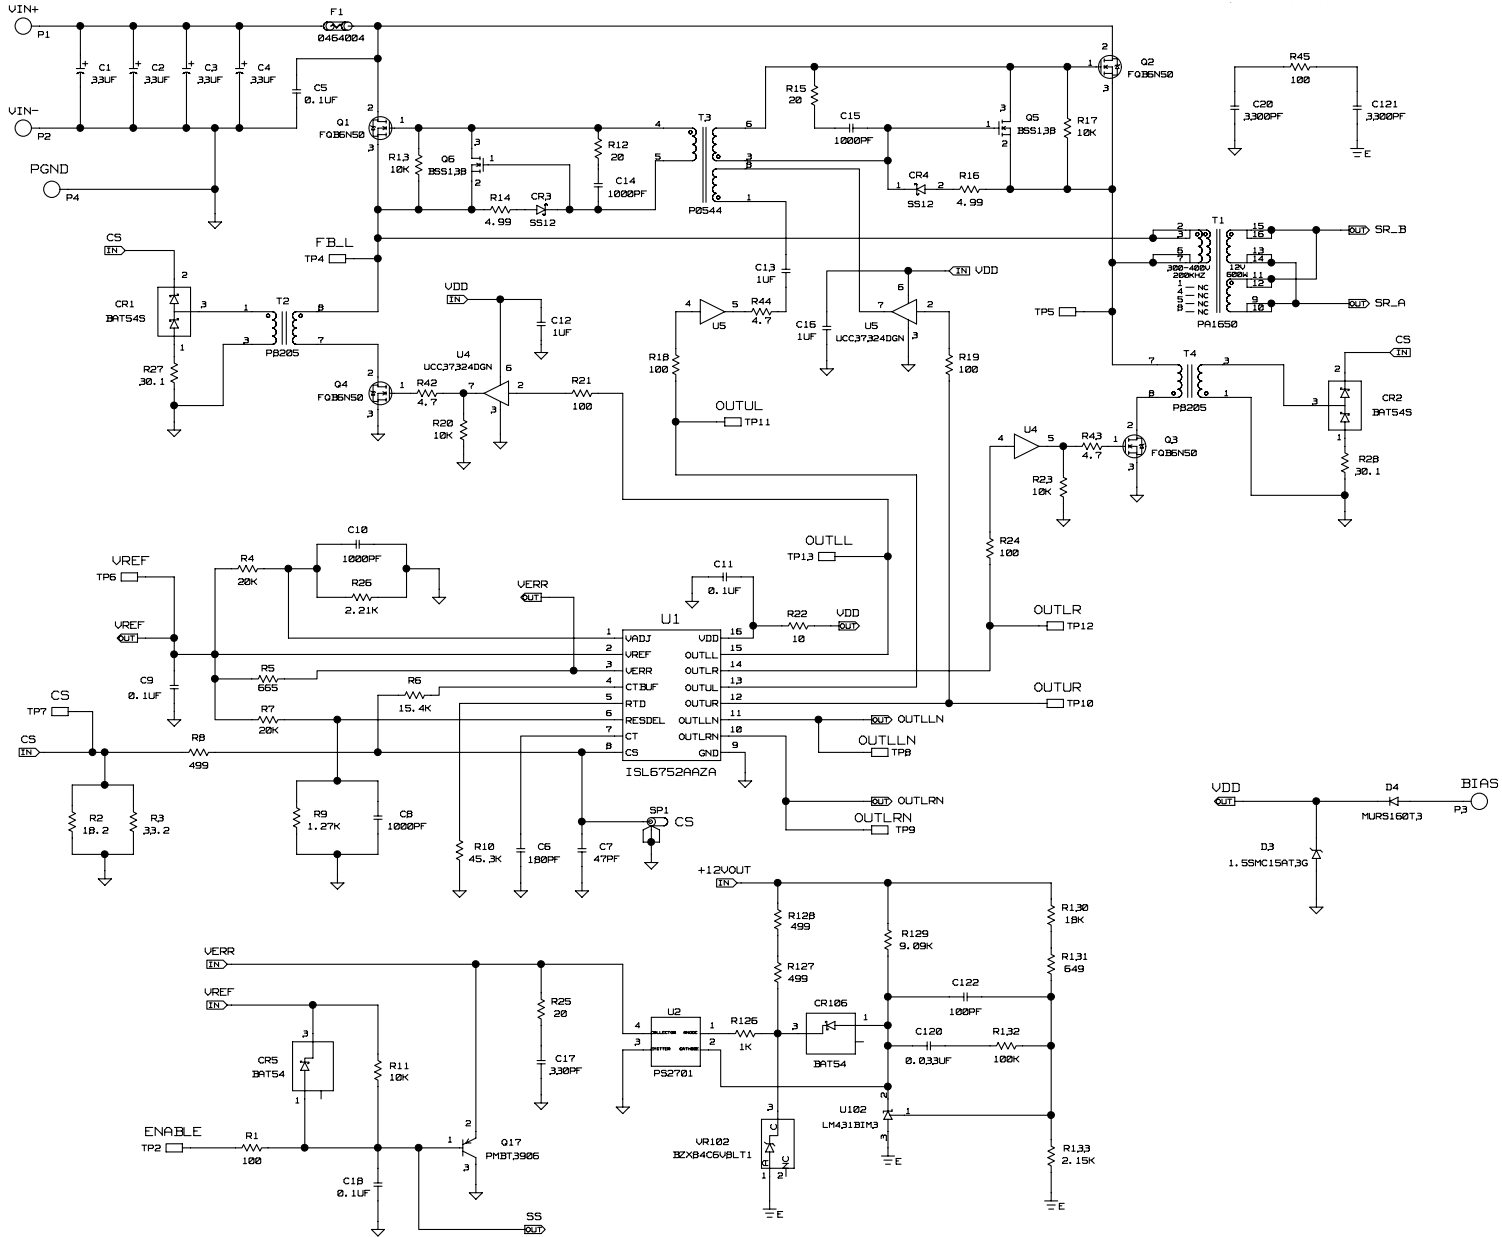 VIN+
P1
F1
0464004
C1
33UF
C2
33UF
C3
33UF
C4
33UF
C5
0.1UF
VIN-
P2
PGND
P4
Q1
FQB6N50
R13
10K
Q6
BSS138
R14
4.99
CR3
SS12
R12
20
C14
1000PF
T3
P0544
R15
20
C15
1000PF
Q5
BSS138
R17
10K
CR4
SS12
R16
4.99
Q2
FQB6N50
R45
100
C20
3300PF
C121
3300PF
E
CS
IN
CR1
BAT54S
R27
30.1
T2
P8205
FB_L
TP4
VDD
IN
C12
1UF
U4
UCC37324DGN
Q4
FQB6N50
R42
4.7
R20
10K
R21
100
U5
R44
4.7
C13
1UF
R18
100
OUTUL
TP11
VDD
IN
C16
1UF
U5
UCC37324DGN
R19
100
TP5
T1
300-400V
200KHZ
12V
600W
1 NC
4 NC
5 NC
8 NC
PA1650
OUT SR_B
OUT SR_A
T4
P8205
CS
IN
CR2
BAT54S
R28
30.1
U4
R43
4.7
Q3
FQB6N50
R23
10K
R24
100
VREF
TP6
VREF
OUT
R4
20K
C10
1000PF
R26
2.21K
VERR
OUT
C9
0.1UF
R5
665
R6
15.4K
R7
20K
CS
TP7
CS
IN
R8
499
R2
18.2
R3
33.2
R9
1.27K
C8
1000PF
R10
45.3K
C6
180PF
C7
47PF
SP1
CS
U1
1 VADJ
2 VREF
3 VERR
4 CTBUF
5 RTD
6 RESDEL
7 CT
8 CS
VDD 16
OUTLL 15
OUTLR 14
OUTUL 13
OUTUR 12
OUTLLN 11
OUTLRN 10
GND 9
ISL6752AAZA
C11
0.1UF
R22
10
VDD
OUT
OUTLL
TP13
OUTLR
TP12
OUTUR
TP10
OUT OUTLLN
OUTLLN
TP8
OUT OUTLRN
OUTLRN
TP9
VDD
OUT
D4
MURS160T3
BIAS
P3
D3
1.5SMC15AT3G
+12VOUT
IN
R128
499
R127
499
R129
9.09K
R130
18K
R131
649
C122
100PF
C120
0.033UF
R132
100K
CR106
BAT54
R126
1K
U2
COLLECTOR ANODE
EMITTER CATHODE
PS2701
VR102
BZX84C6V8LT1
A
C
NC
E
U102
LM431BIM3
E
R133
2.15K
E
VERR
IN
VREF
IN
CR5
BAT54
R11
10K
R25
20
C17
330PF
ENABLE
TP2
R1
100
Q17
PMBT3906
C18
0.1UF
SS
OUT